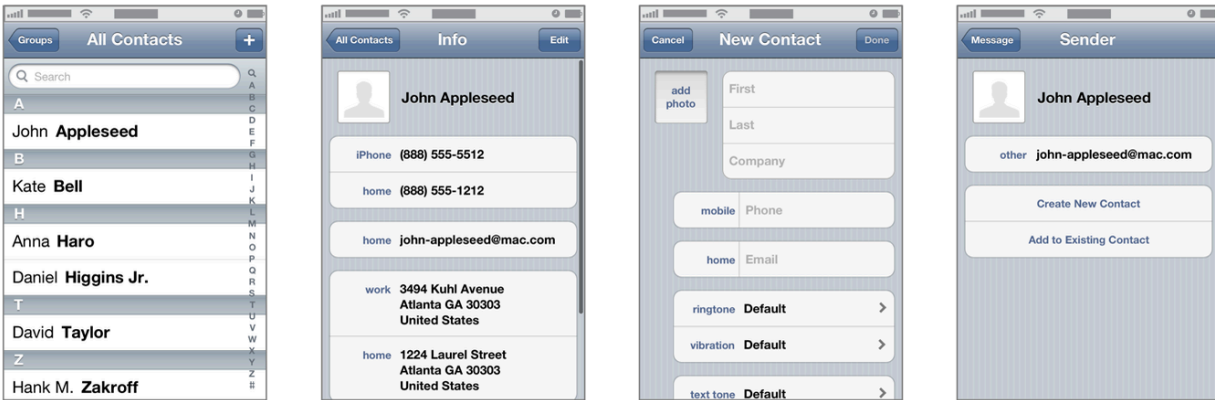 Groups
All Contacts
+
Search
A
John Appleseed
B
Kate Bell
H
Anna Haro
Daniel Higgins Jr.
T
David Taylor
Z
Hank M. Zakroff
A
B
C
D
E
F
G
H
I
J
K
L
M
N
O
P
Q
R
S
T
U
V
W
X
Y
Z
#
All Contacts
Info
Edit
John Appleseed
iPhone (888) 555-5512
home (888) 555-1212
home john-appleseed@mac.com
work 3494 Kuhl Avenue
Atlanta GA 30303
United States
home 1224 Laurel Street
Atlanta GA 30303
United States
Cancel
New Contact
Done
add
photo
First
Last
Company
mobile Phone
home Email
ringtone Default
vibration Default
text tone Default
Message
Sender
John Appleseed
other john-appleseed@mac.com
Create New Contact
Add to Existing Contact